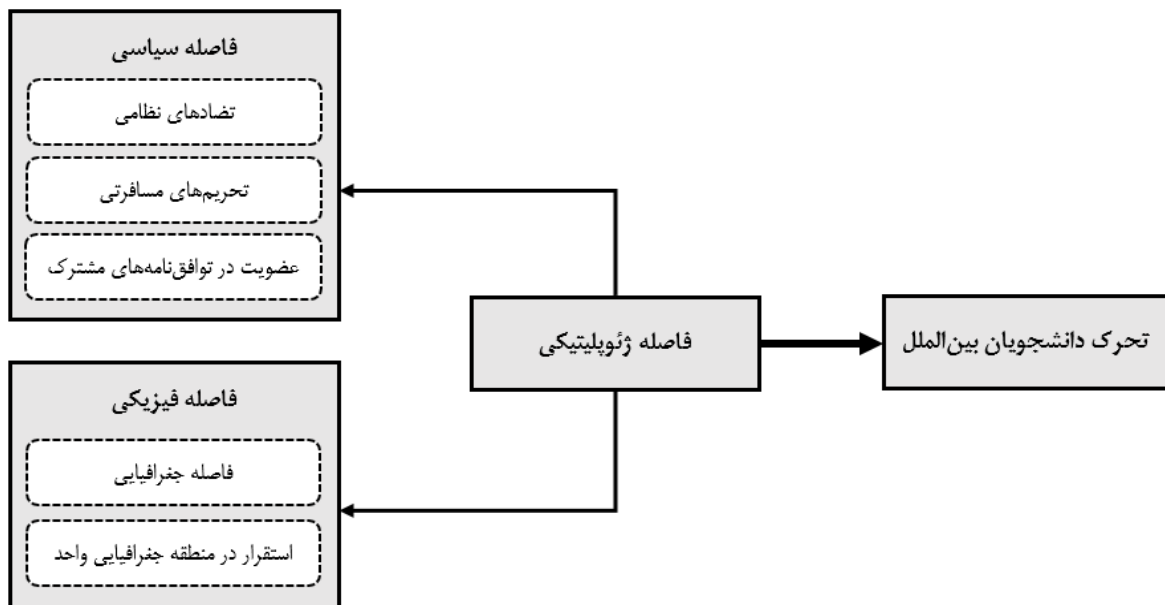 فاصله سیاسی
تضادهای نظامی
تحریم‌های مسافرتی
عضویت در توافق‌نامه‌های مشترک
فاصله ژئوپلیتیکی
تحرک دانشجویان بین‌الملل
فاصله فیزیکی
فاصله جغرافیایی
استقرار در منطقه جغرافیایی واحد